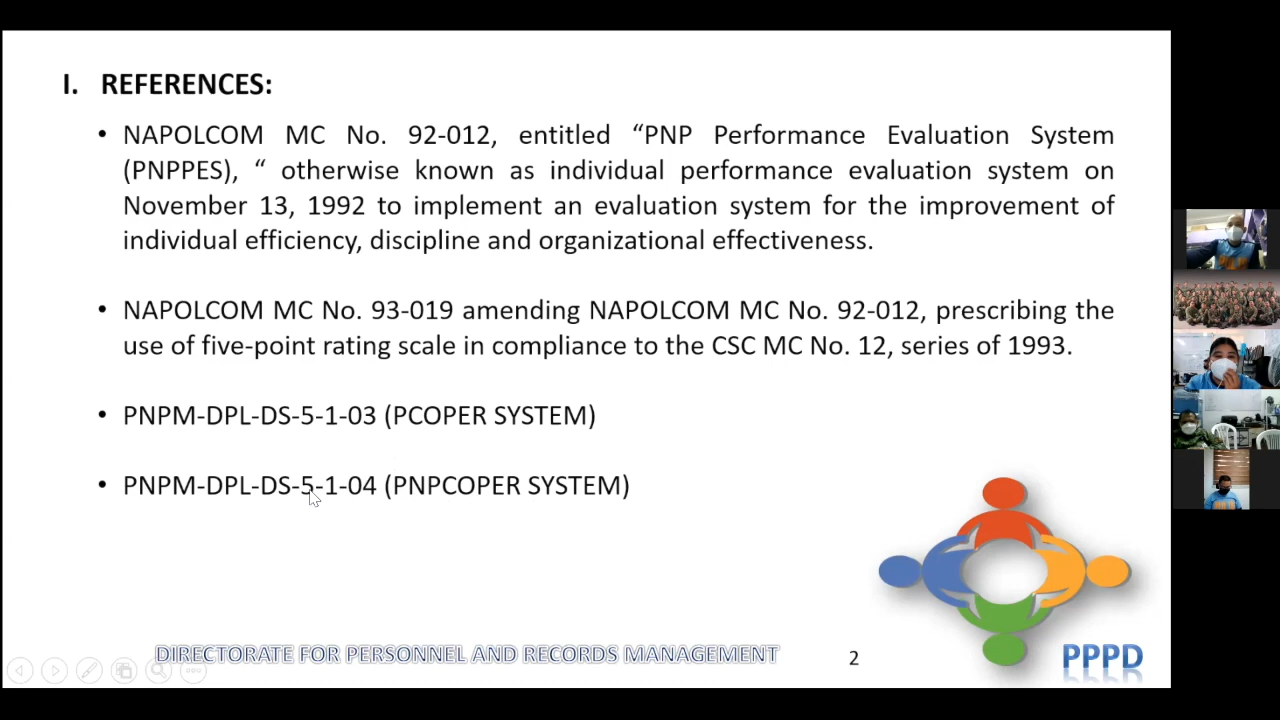 I. REFERENCES:
• NAPOLCOM MC No. 92-012, entitled “PNP Performance Evaluation System
(PNPPES), “ otherwise known as individual performance evaluation system on
November 13, 1992 to implement an evaluation system for the improvement of
individual efficiency, discipline and organizational effectiveness.
• NAPOLCOM MC No. 93-019 amending NAPOLCOM MC No. 92-012, prescribing the
use of five-point rating scale in compliance to the CSC MC No. 12, series of 1993.
• PNPM-DPL-DS-5-1-03 (PCOPER SYSTEM)
• PNPM-DPL-DS-5-1-04 (PNPCOPER SYSTEM)
DIRECTORATE FOR PERSONNEL AND RECORDS MANAGEMENT
2
PPPD